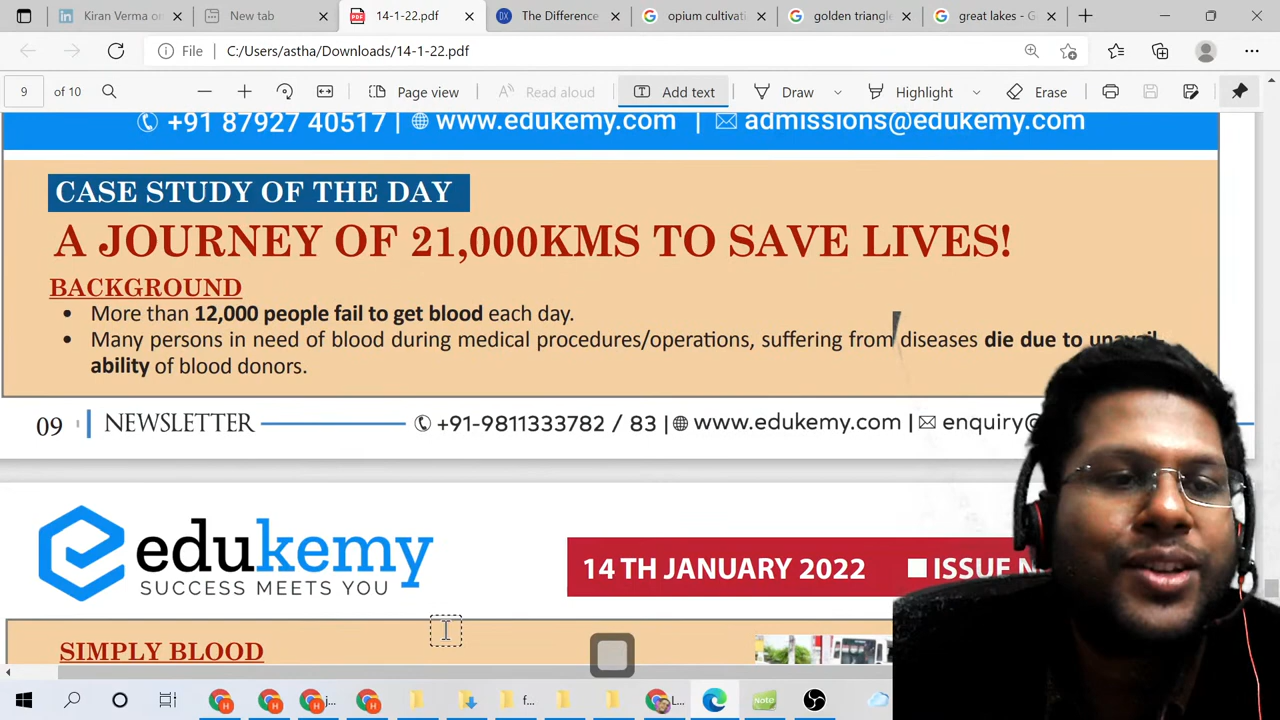 Kiran Verma on
New tab
14-1-22.pdf
The Difference
opium cultivati
golden triangle
great lakes - G
File
C:/Users/astha/Downloads/14-1-22.pdf
9 of 10
Page view
Read aloud
Add text
Draw
Highlight
Erase
+91 87927 40517 | www.edukemy.com | admissions@edukemy.com
CASE STUDY OF THE DAY
A JOURNEY OF 21,000KMS TO SAVE LIVES!
BACKGROUND
• More than 12,000 people fail to get blood each day.
• Many persons in need of blood during medical procedures/operations, suffering from diseases die due to unavail-
ability of blood donors.
09 NEWSLETTER +91-9811333782 / 83 | www.edukemy.com | enquiry@
edukemy
SUCCESS MEETS YOU
14 TH JANUARY 2022 ISSUE N
SIMPLY BLOOD